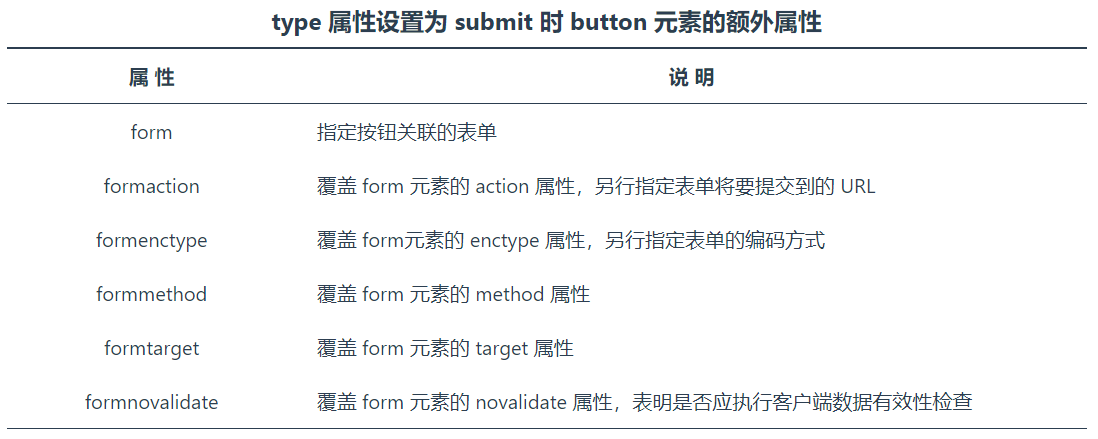 type 属性设置为 submit 时 button 元素的额外属性
属 性 说 明
form 指定按钮关联的表单
formaction 覆盖 form 元素的 action 属性，另行指定表单将要提交到的 URL
formenctype 覆盖 form元素的 enctype 属性，另行指定表单的编码方式
formmethod 覆盖 form 元素的 method 属性
formtarget 覆盖 form 元素的 target 属性
formnovalidate 覆盖 form 元素的 novalidate 属性，表明是否应执行客户端数据有效性检查